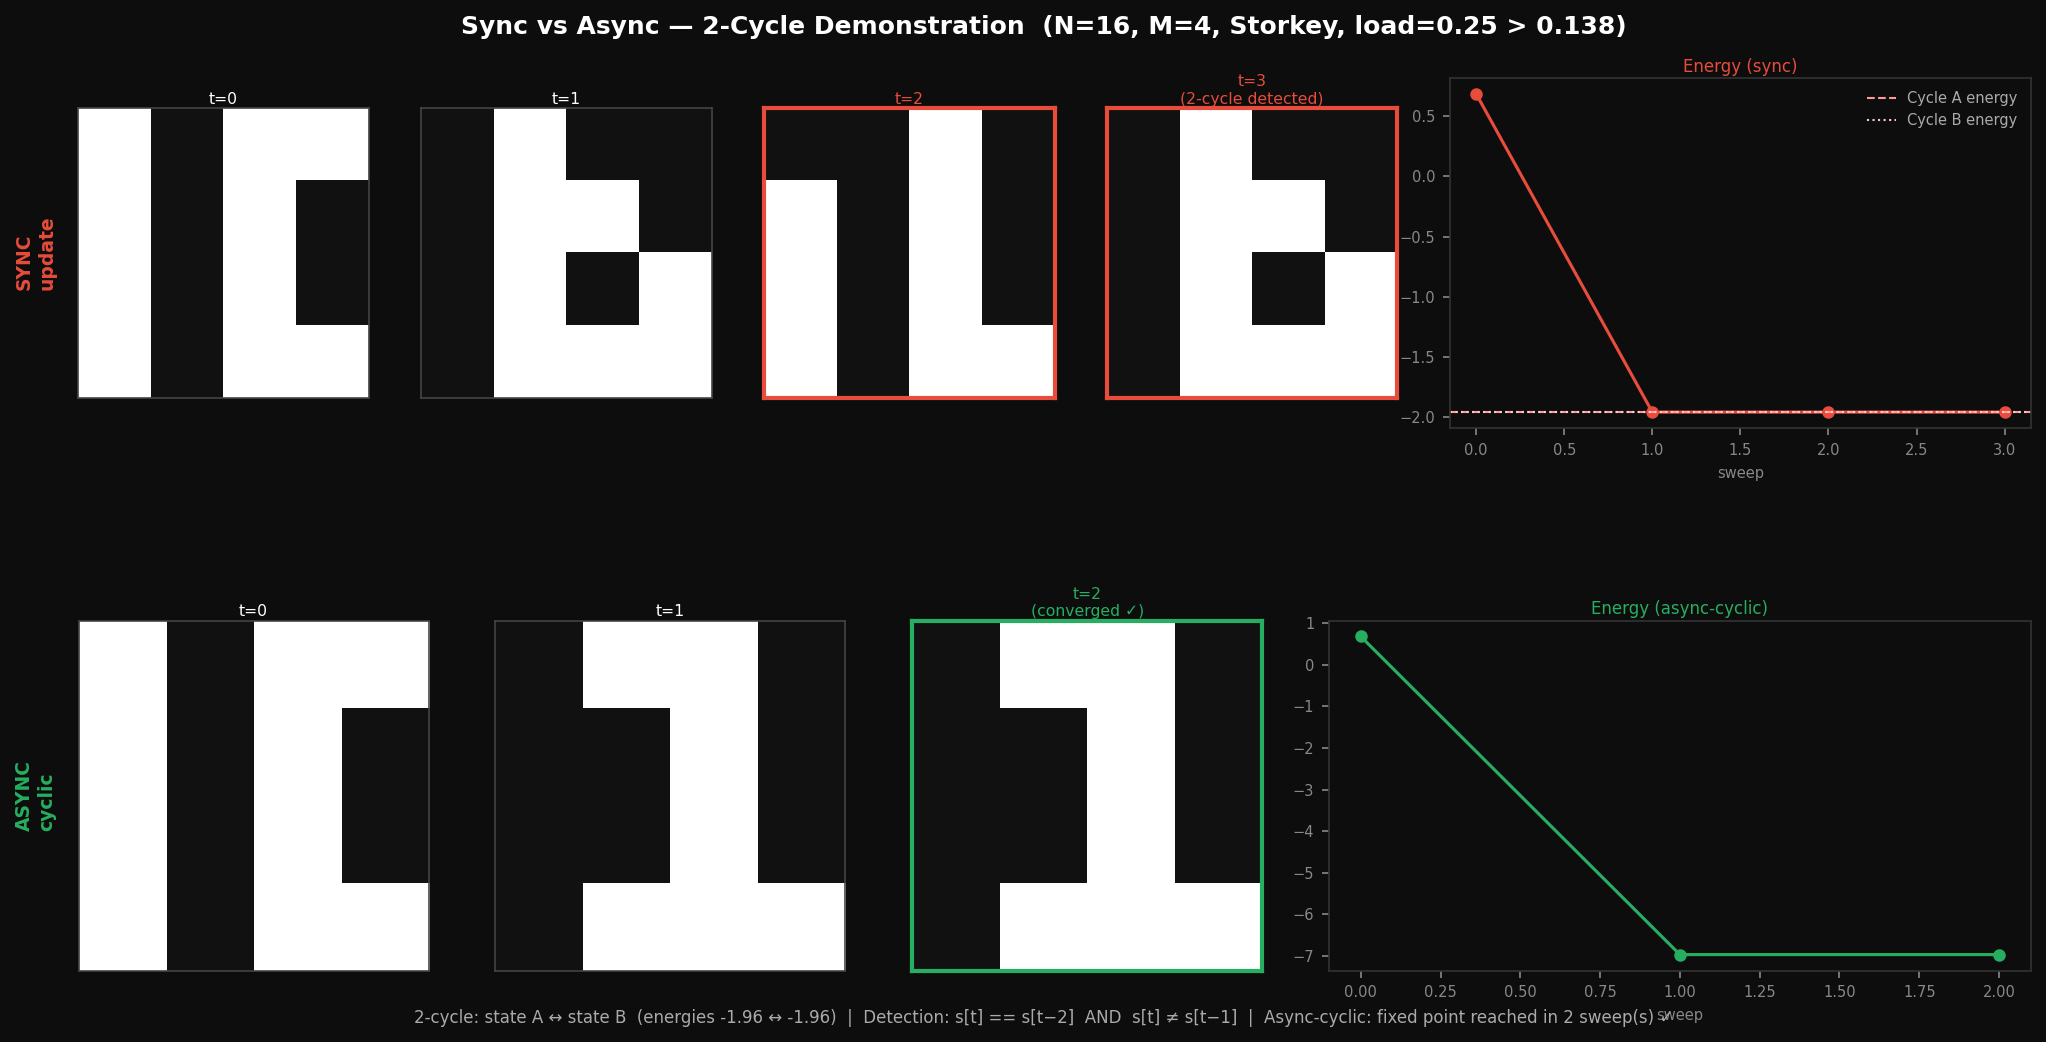 Sync vs Async — 2-Cycle Demonstration  (N=16, M=4, Storkey, load=0.25 > 0.138)
SYNC
update
t=0
t=1
t=2
t=3
(2-cycle detected)
Energy (sync)
Cycle A energy
Cycle B energy
0.5
0.0
−0.5
−1.0
−1.5
−2.0
0.0 0.5 1.0 1.5 2.0 2.5 3.0
sweep
ASYNC
cyclic
t=0
t=1
t=2
(converged ✓)
Energy (async-cyclic)
1
0
−1
−2
−3
−4
−5
−6
−7
0.00 0.25 0.50 0.75 1.00 1.25 1.50 1.75 2.00
sweep
2-cycle: state A ↔ state B  (energies -1.96 ↔ -1.96)  |  Detection: s[t] == s[t−2]  AND  s[t] ≠ s[t−1]  |  Async-cyclic: fixed point reached in 2 sweep(s) ✓